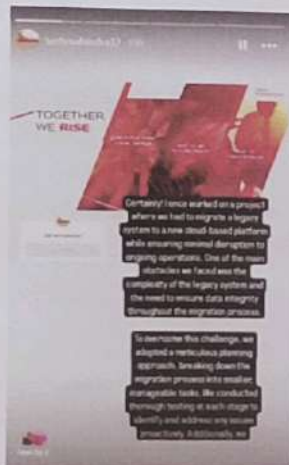 TOGETHER
WE RISE
Certainly! I once worked on a project
where we had to migrate a legacy
system to a new cloud-based platform
while ensuring minimal disruption to
ongoing operations. One of the main
obstacles we faced was the
complexity of the legacy system and
the need to ensure data integrity
throughout the migration process.
To overcome this challenge, we
adopted a meticulous planning
approach, breaking down the
migration process into smaller,
manageable tasks. We conducted
thorough testing at each stage to
identify and address any issues
proactively. Additionally, we